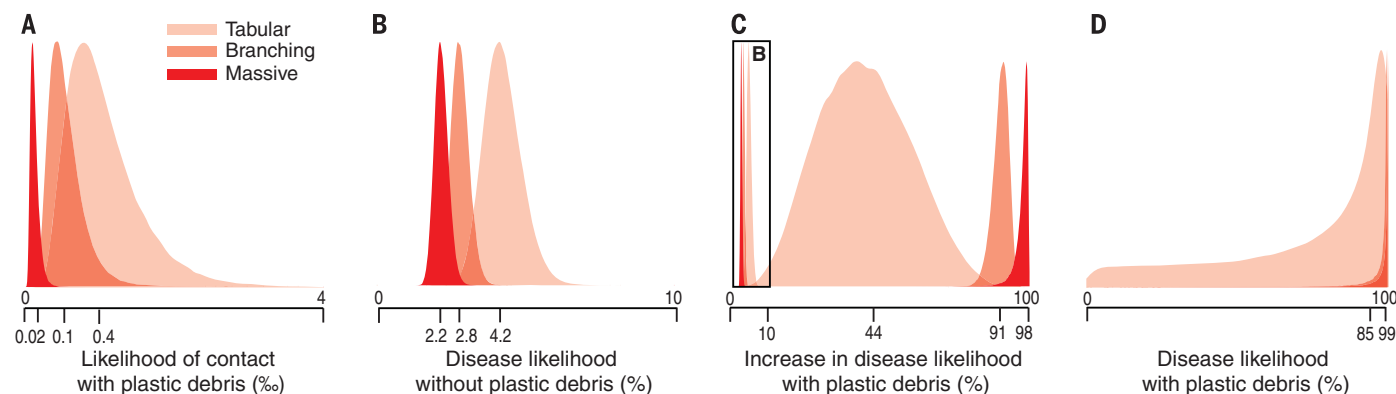 A
Tabular
Branching
Massive
0 4
0.02 0.1 0.4
Likelihood of contact
with plastic debris (‰)
B
0 10
2.2 2.8 4.2
Disease likelihood
without plastic debris (%)
C
B
0 100
10 44 91 98
Increase in disease likelihood
with plastic debris (%)
D
0 100
85 99
Disease likelihood
with plastic debris (%)